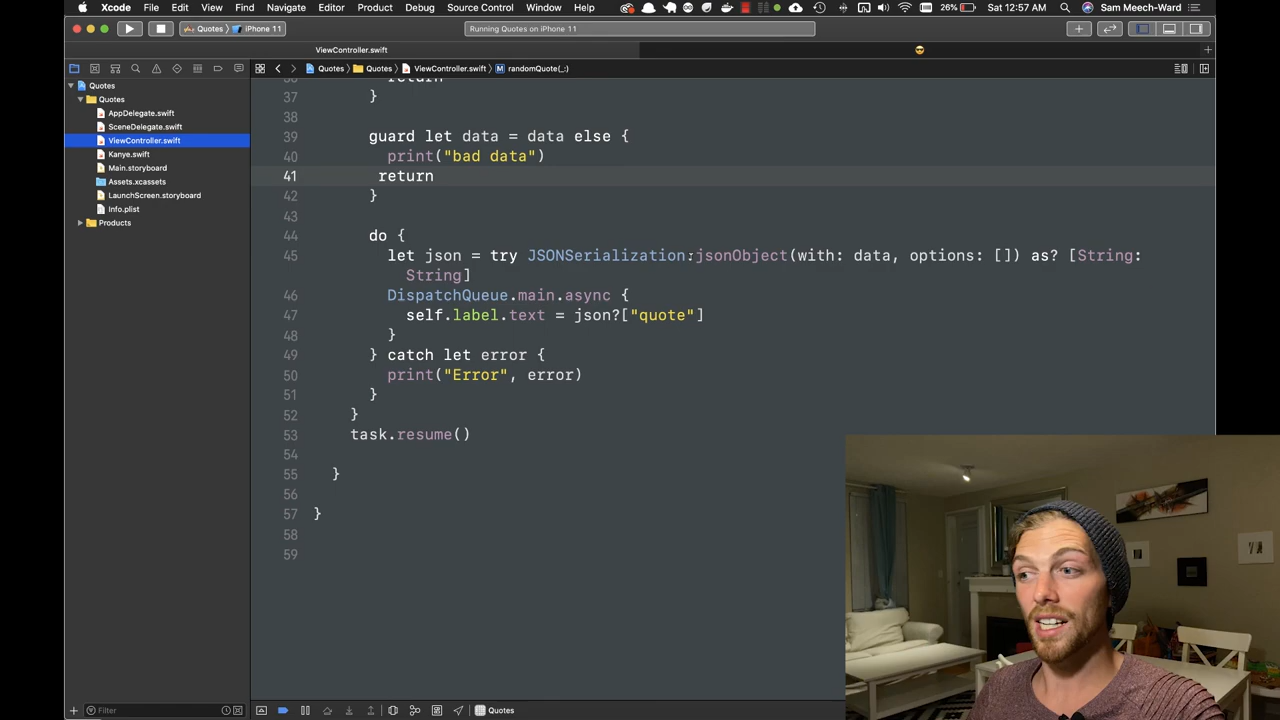 Xcode File Edit View Find Navigate Editor Product Debug Source Control Window Help 26% Sat 12:57 AM Sam Meech-Ward
Quotes iPhone 11 Running Quotes on iPhone 11
ViewController.swift
Quotes Quotes ViewController.swift M randomQuote(_:)
Quotes
Quotes
AppDelegate.swift
SceneDelegate.swift
ViewController.swift
Kanye.swift
Main.storyboard
Assets.xcassets
LaunchScreen.storyboard
Info.plist
Products
37 }
38
39 guard let data = data else {
40 print("bad data")
41 return
42 }
43
44 do {
45 let json = try JSONSerialization.jsonObject(with: data, options: []) as? [String:
String]
46 DispatchQueue.main.async {
47 self.label.text = json?["quote"]
48 }
49 } catch let error {
50 print("Error", error)
51 }
52 }
53 task.resume()
54
55 }
56
57 }
58
59
Filter
Quotes